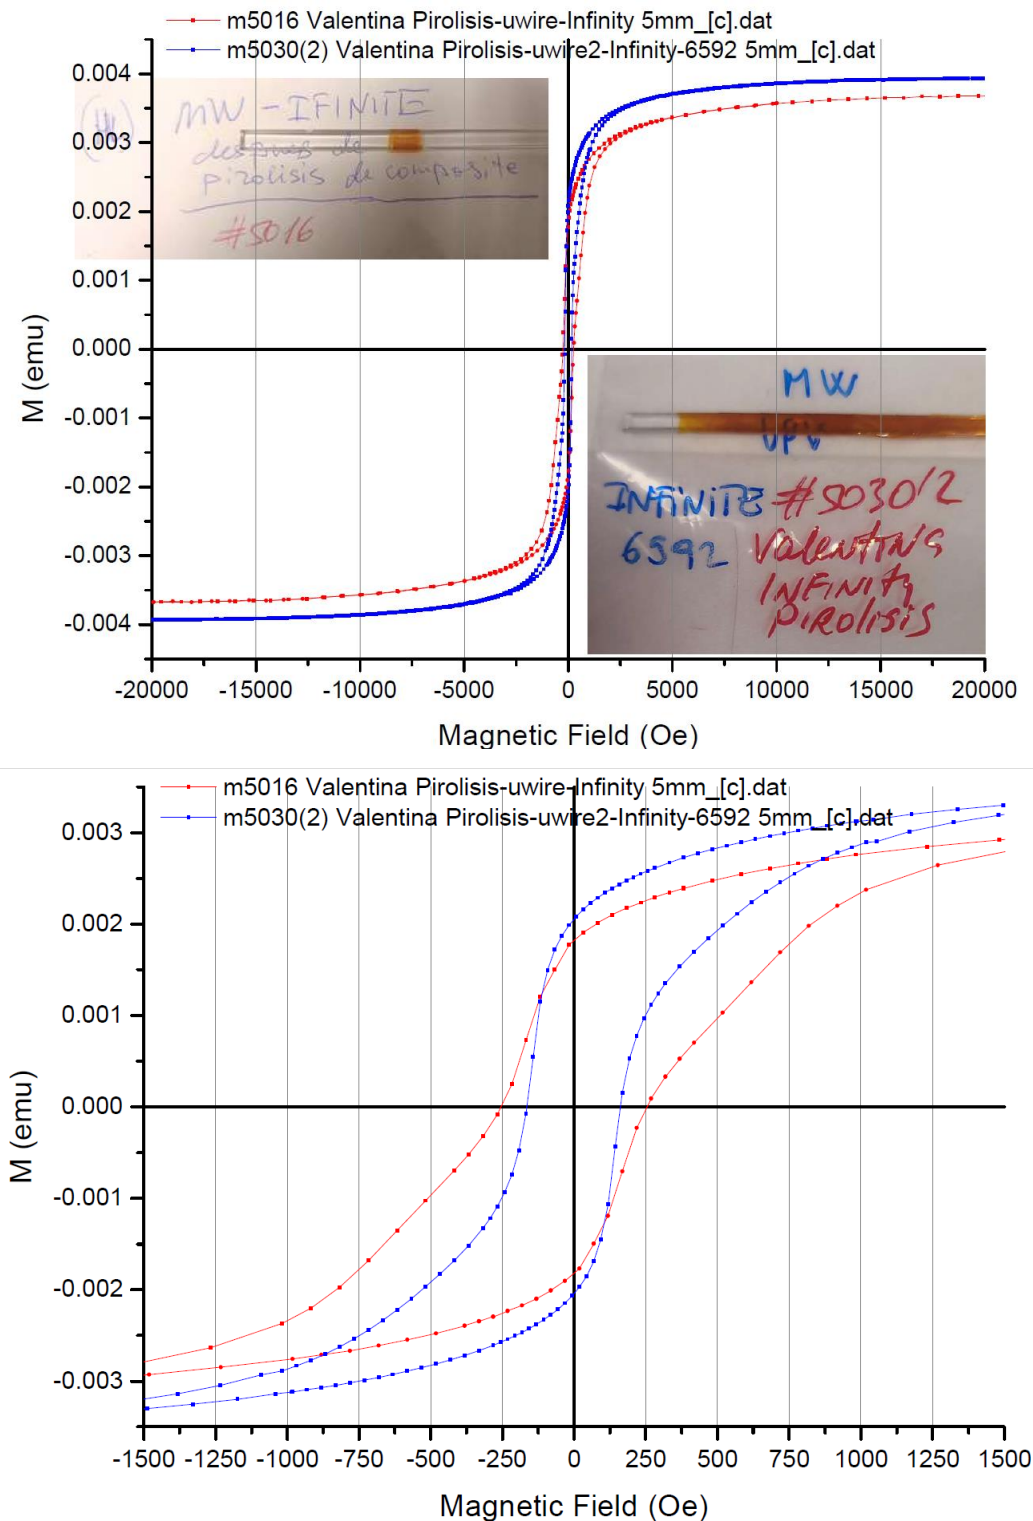 m5016 Valentina Pirolisis-uwire-Infinity 5mm_[c].dat
m5030(2) Valentina Pirolisis-uwire2-Infinity-6592 5mm_[c].dat
0.004
0.003
0.002
0.001
0.000
-0.001
-0.002
-0.003
-0.004
M (emu)
MW - IFINITE
despues de
pirolisis de composite
#5016
MW
UPV
INFINITE #5030/2
6592 Valentina
INFINITY
PIROLISIS
-20000 -15000 -10000 -5000 0 5000 10000 15000 20000
Magnetic Field (Oe)
m5016 Valentina Pirolisis-uwire-Infinity 5mm_[c].dat
m5030(2) Valentina Pirolisis-uwire2-Infinity-6592 5mm_[c].dat
0.003
0.002
0.001
0.000
-0.001
-0.002
-0.003
M (emu)
-1500 -1250 -1000 -750 -500 -250 0 250 500 750 1000 1250 1500
Magnetic Field (Oe)